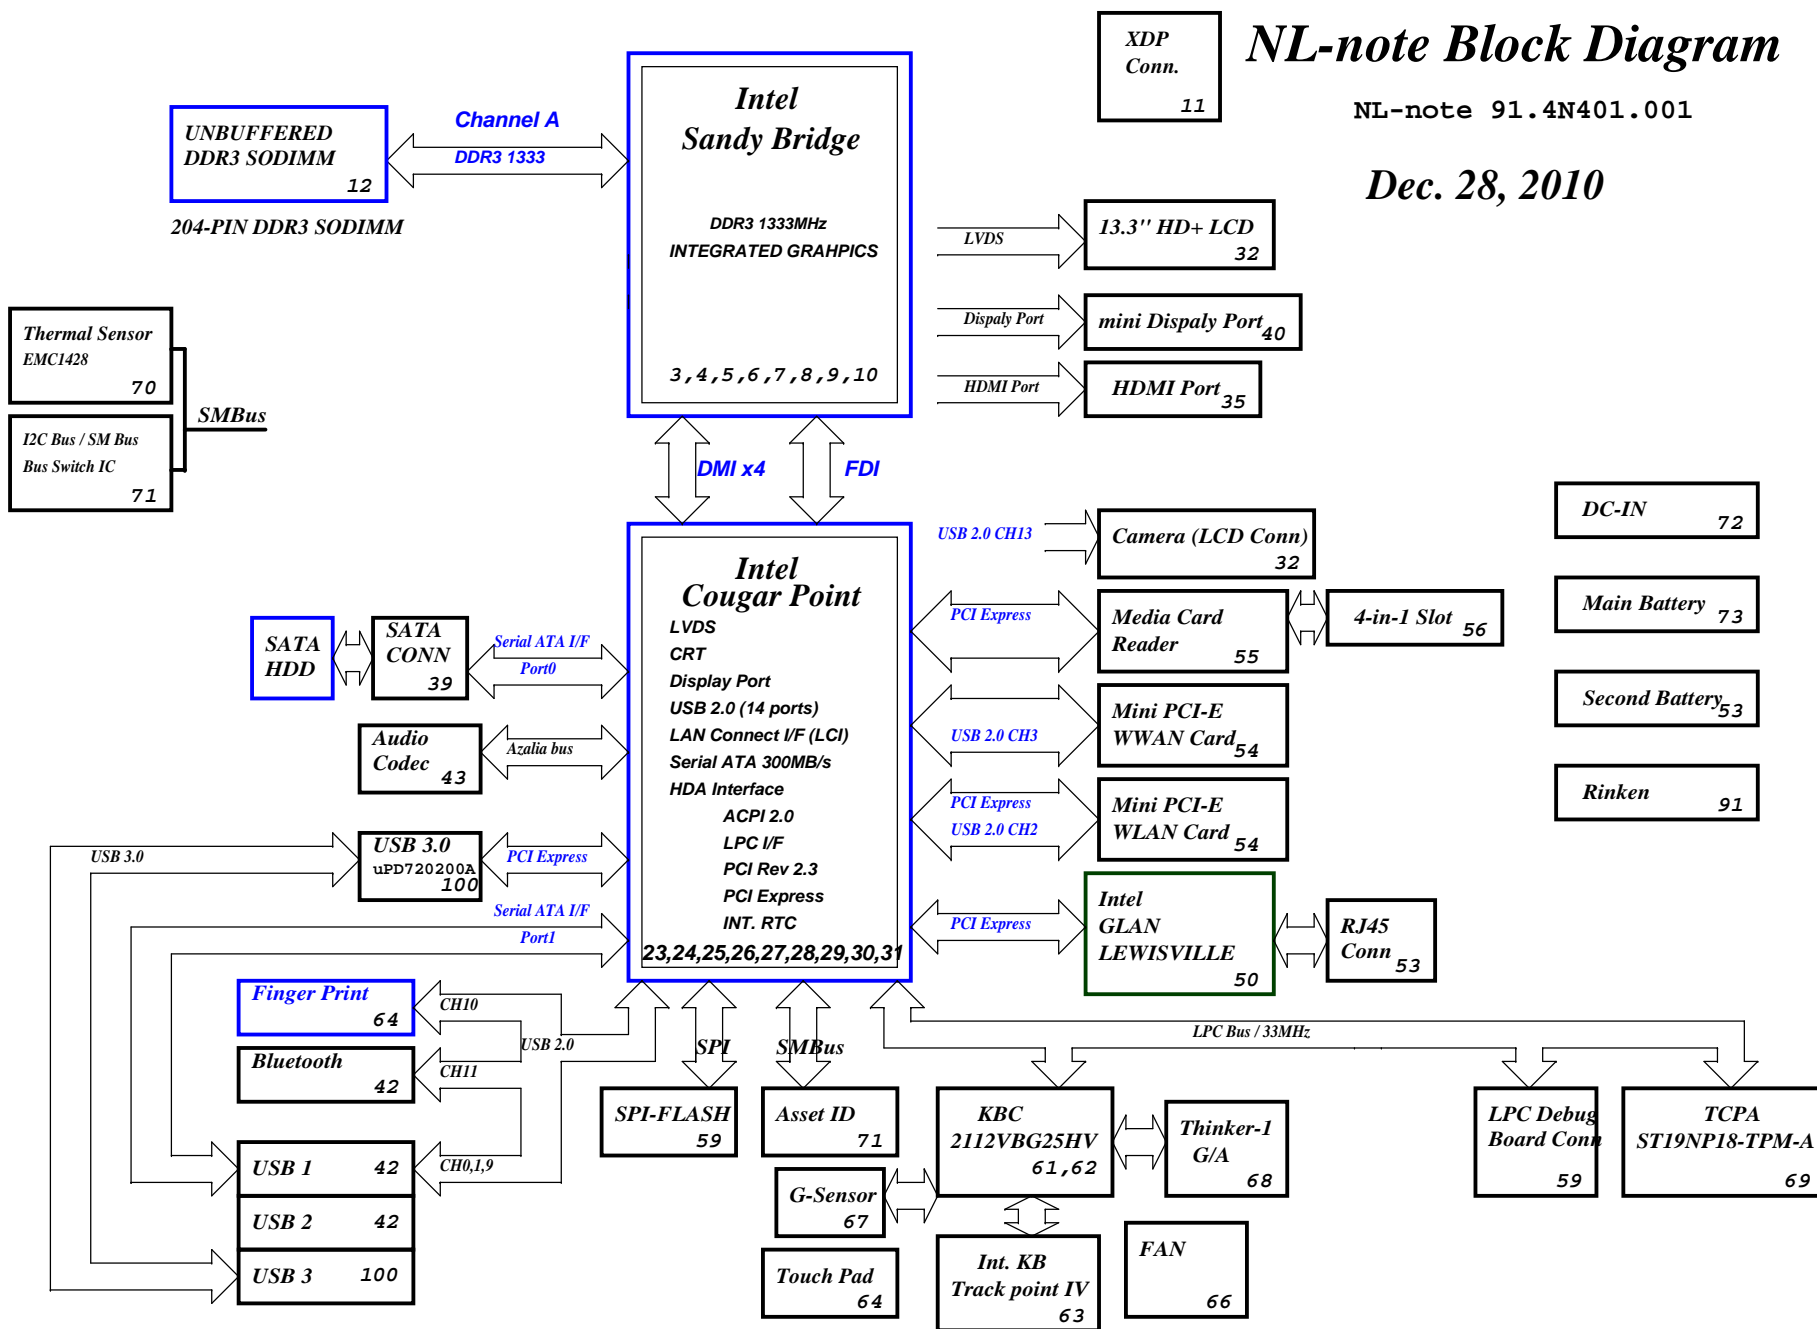 NL-note Block Diagram
NL-note 91.4N401.001
Dec. 28, 2010
XDP
Conn.
11
Intel
Sandy Bridge
DDR3 1333MHz
INTEGRATED GRAHPICS
3,4,5,6,7,8,9,10
UNBUFFERED
DDR3 SODIMM
12
204-PIN DDR3 SODIMM
Channel A
DDR3 1333
LVDS
13.3" HD+ LCD
32
Dispaly Port
mini Dispaly Port
40
HDMI Port
HDMI Port
35
Thermal Sensor
EMC1428
70
I2C Bus / SM Bus
Bus Switch IC
71
SMBus
DMI x4
FDI
Intel
Cougar Point
LVDS
CRT
Display Port
USB 2.0 (14 ports)
LAN Connect I/F (LCI)
Serial ATA 300MB/s
HDA Interface
ACPI 2.0
LPC I/F
PCI Rev 2.3
PCI Express
INT. RTC
23,24,25,26,27,28,29,30,31
USB 2.0 CH13
Camera (LCD Conn)
32
PCI Express
Media Card
Reader
55
4-in-1 Slot
56
USB 2.0 CH3
Mini PCI-E
WWAN Card
54
PCI Express
USB 2.0 CH2
Mini PCI-E
WLAN Card
54
PCI Express
Intel
GLAN
LEWISVILLE
50
RJ45
Conn
53
DC-IN
72
Main Battery
73
Second Battery
53
Rinken
91
SATA
HDD
SATA
CONN
39
Serial ATA I/F
Port0
Audio
Codec
43
Azalia bus
USB 3.0
USB 3.0
uPD720200A
100
PCI Express
Serial ATA I/F
Port1
Finger Print
64
CH10
USB 2.0
Bluetooth
42
CH11
USB 1
42
CH0,1,9
USB 2
42
USB 3
100
SPI
SMBus
LPC Bus / 33MHz
SPI-FLASH
59
Asset ID
71
KBC
2112VBG25HV
61,62
Thinker-1
G/A
68
LPC Debug
Board Conn
59
TCPA
ST19NP18-TPM-A
69
G-Sensor
67
Touch Pad
64
Int. KB
Track point IV
63
FAN
66